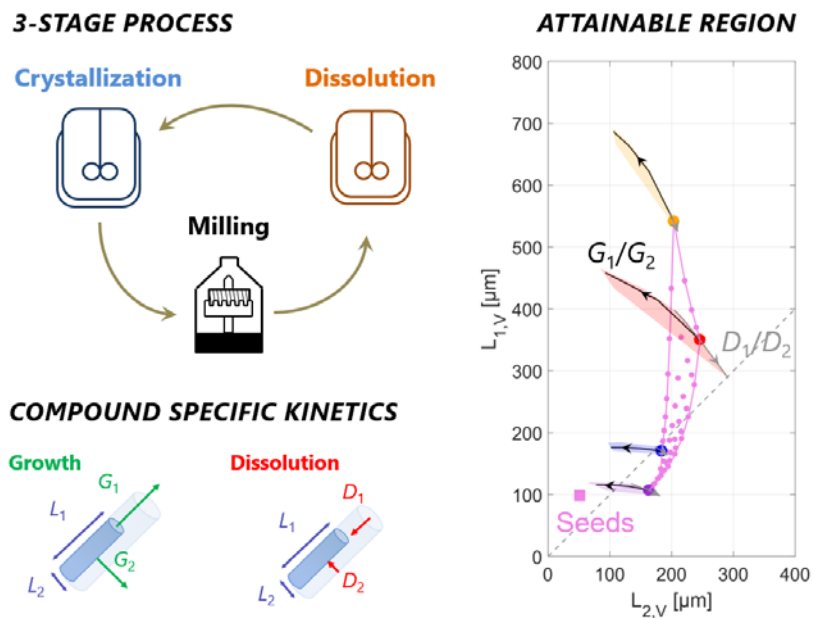 3-STAGE PROCESS
Crystallization
Dissolution
Milling
COMPOUND SPECIFIC KINETICS
Growth
G1
L1
G2
L2
Dissolution
D1
L1
L2
D2
ATTAINABLE REGION
800
700
600
500
400
300
200
100
0
L1,V [µm]
G1/G2
D1/D2
Seeds
0
100
200
300
400
L2,V [µm]